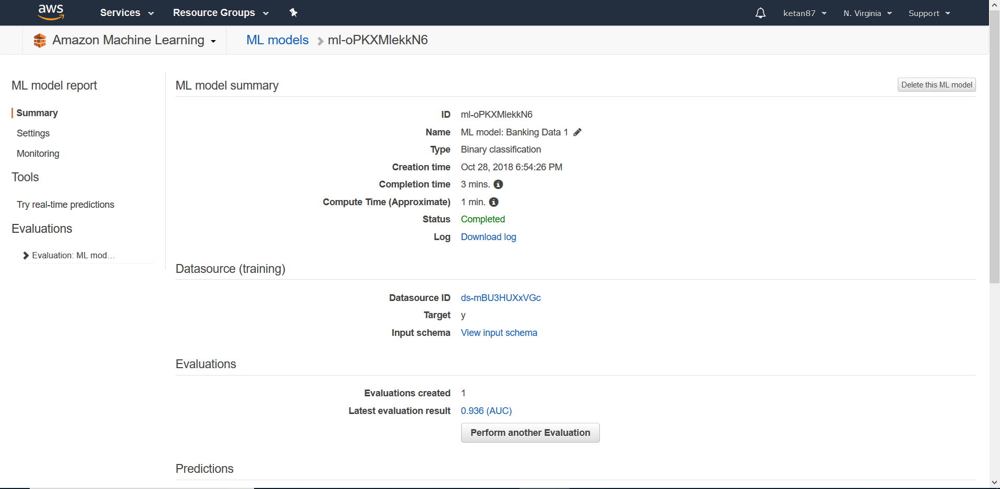 aws Services Resource Groups ketan87 N. Virginia Support
Amazon Machine Learning ML models ml-oPKXMlekkN6
ML model report
Summary
Settings
Monitoring
Tools
Try real-time predictions
Evaluations
Evaluation: ML mod...
ML model summary Delete this ML model
ID ml-oPKXMlekkN6
Name ML model: Banking Data 1
Type Binary classification
Creation time Oct 28, 2018 6:54:26 PM
Completion time 3 mins.
Compute Time (Approximate) 1 min.
Status Completed
Log Download log
Datasource (training)
Datasource ID ds-mBU3HUXxVGc
Target y
Input schema View input schema
Evaluations
Evaluations created 1
Latest evaluation result 0.936 (AUC)
Perform another Evaluation
Predictions